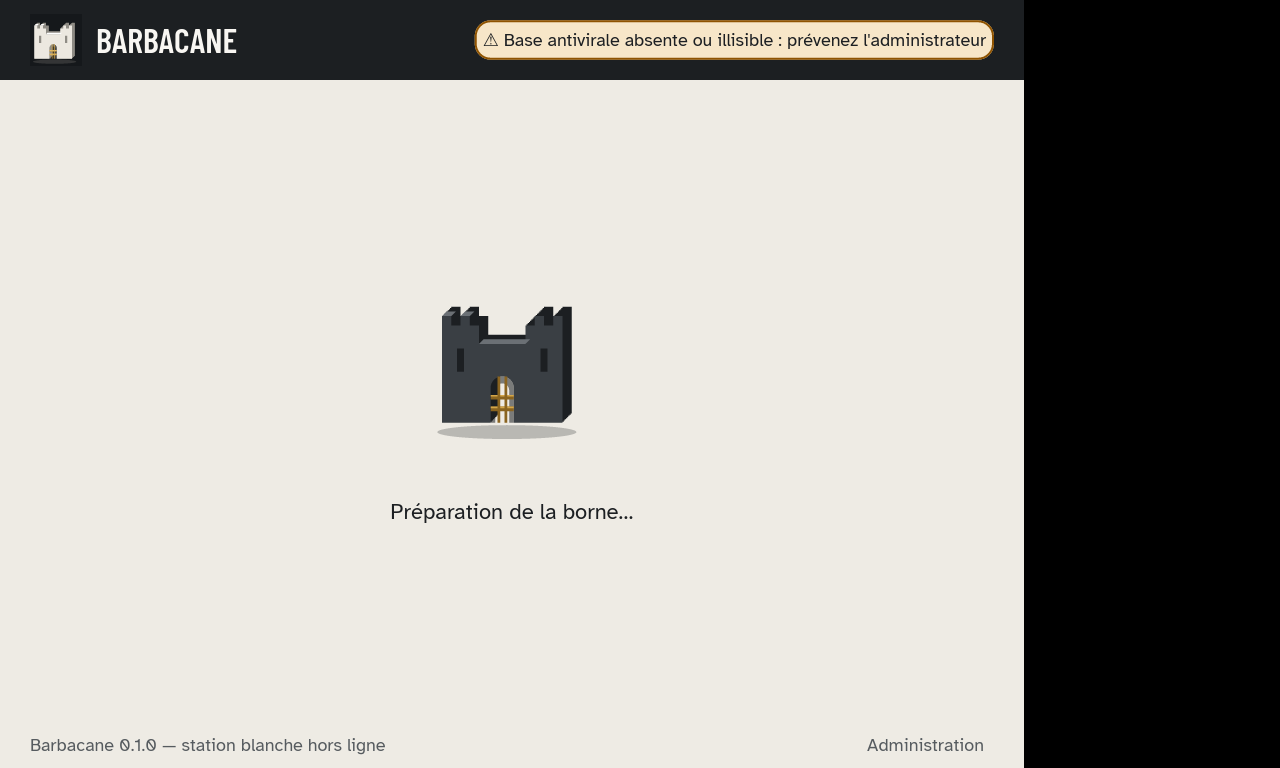 BARBACANE
⚠ Base antivirale absente ou illisible : prévenez l'administrateur
Préparation de la borne...
Barbacane 0.1.0 — station blanche hors ligne
Administration